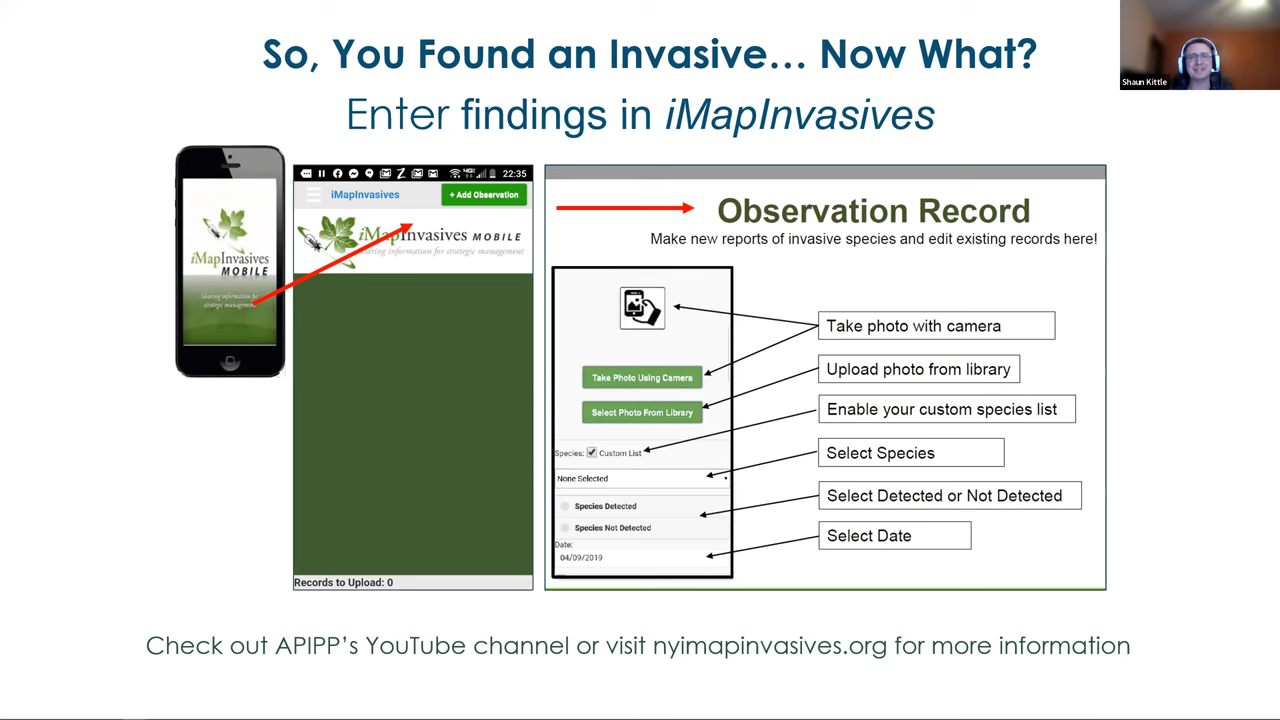 So, You Found an Invasive… Now What?
Shaun Kittle
Enter findings in iMapInvasives
iMapInvasives
MOBILE
Sharing information for
strategic management
22:35
iMapInvasives
+ Add Observation
iMapInvasives MOBILE
Sharing information for strategic management
Records to Upload: 0
Observation Record
Make new reports of invasive species and edit existing records here!
Take Photo Using Camera
Select Photo From Library
Species: Custom List
None Selected
Species Detected
Species Not Detected
Date:
04/09/2019
Take photo with camera
Upload photo from library
Enable your custom species list
Select Species
Select Detected or Not Detected
Select Date
Check out APIPP’s YouTube channel or visit nyimapinvasives.org for more information